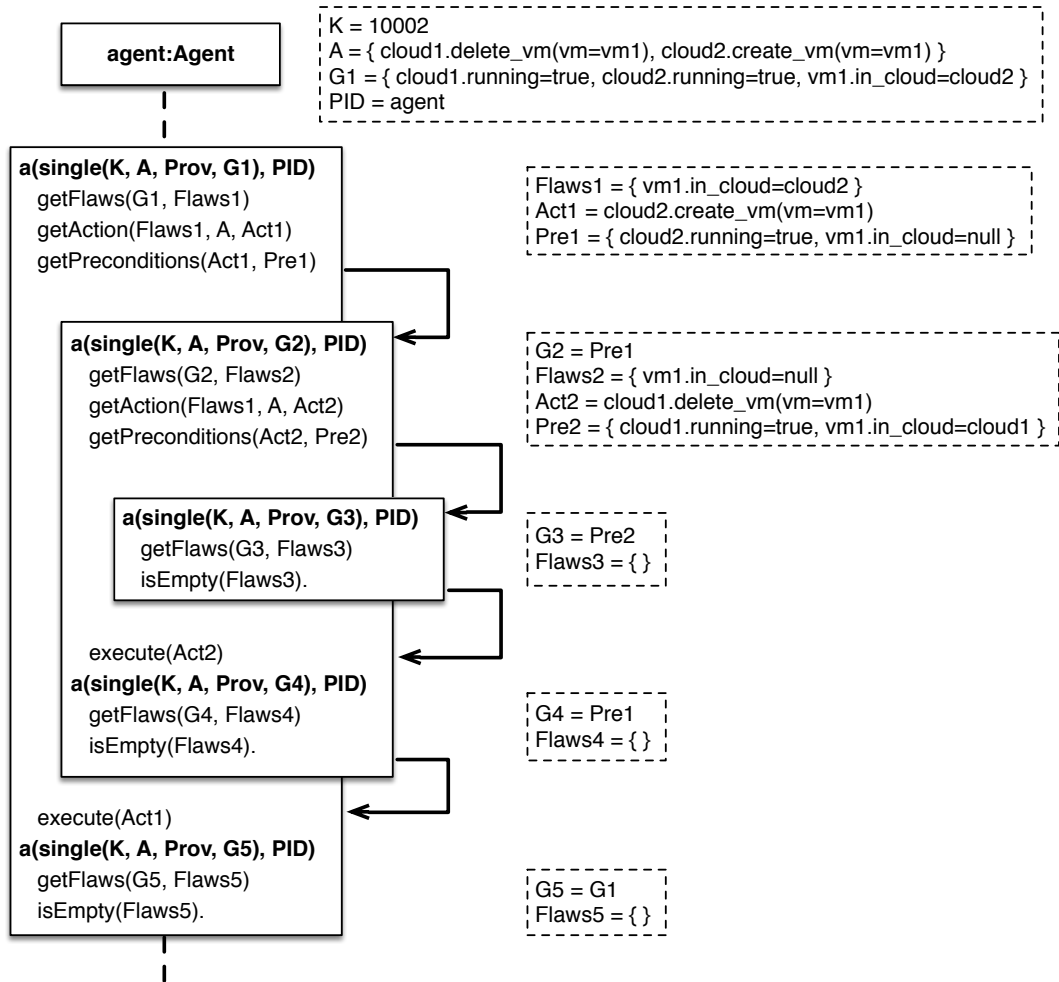 agent:Agent
K = 10002
A = { cloud1.delete_vm(vm=vm1), cloud2.create_vm(vm=vm1) }
G1 = { cloud1.running=true, cloud2.running=true, vm1.in_cloud=cloud2 }
PID = agent
a(single(K, A, Prov, G1), PID)
getFlaws(G1, Flaws1)
getAction(Flaws1, A, Act1)
getPreconditions(Act1, Pre1)
Flaws1 = { vm1.in_cloud=cloud2 }
Act1 = cloud2.create_vm(vm=vm1)
Pre1 = { cloud2.running=true, vm1.in_cloud=null }
a(single(K, A, Prov, G2), PID)
getFlaws(G2, Flaws2)
getAction(Flaws1, A, Act2)
getPreconditions(Act2, Pre2)
G2 = Pre1
Flaws2 = { vm1.in_cloud=null }
Act2 = cloud1.delete_vm(vm=vm1)
Pre2 = { cloud1.running=true, vm1.in_cloud=cloud1 }
a(single(K, A, Prov, G3), PID)
getFlaws(G3, Flaws3)
isEmpty(Flaws3).
G3 = Pre2
Flaws3 = { }
execute(Act2)
a(single(K, A, Prov, G4), PID)
getFlaws(G4, Flaws4)
isEmpty(Flaws4).
G4 = Pre1
Flaws4 = { }
execute(Act1)
a(single(K, A, Prov, G5), PID)
getFlaws(G5, Flaws5)
isEmpty(Flaws5).
G5 = G1
Flaws5 = { }